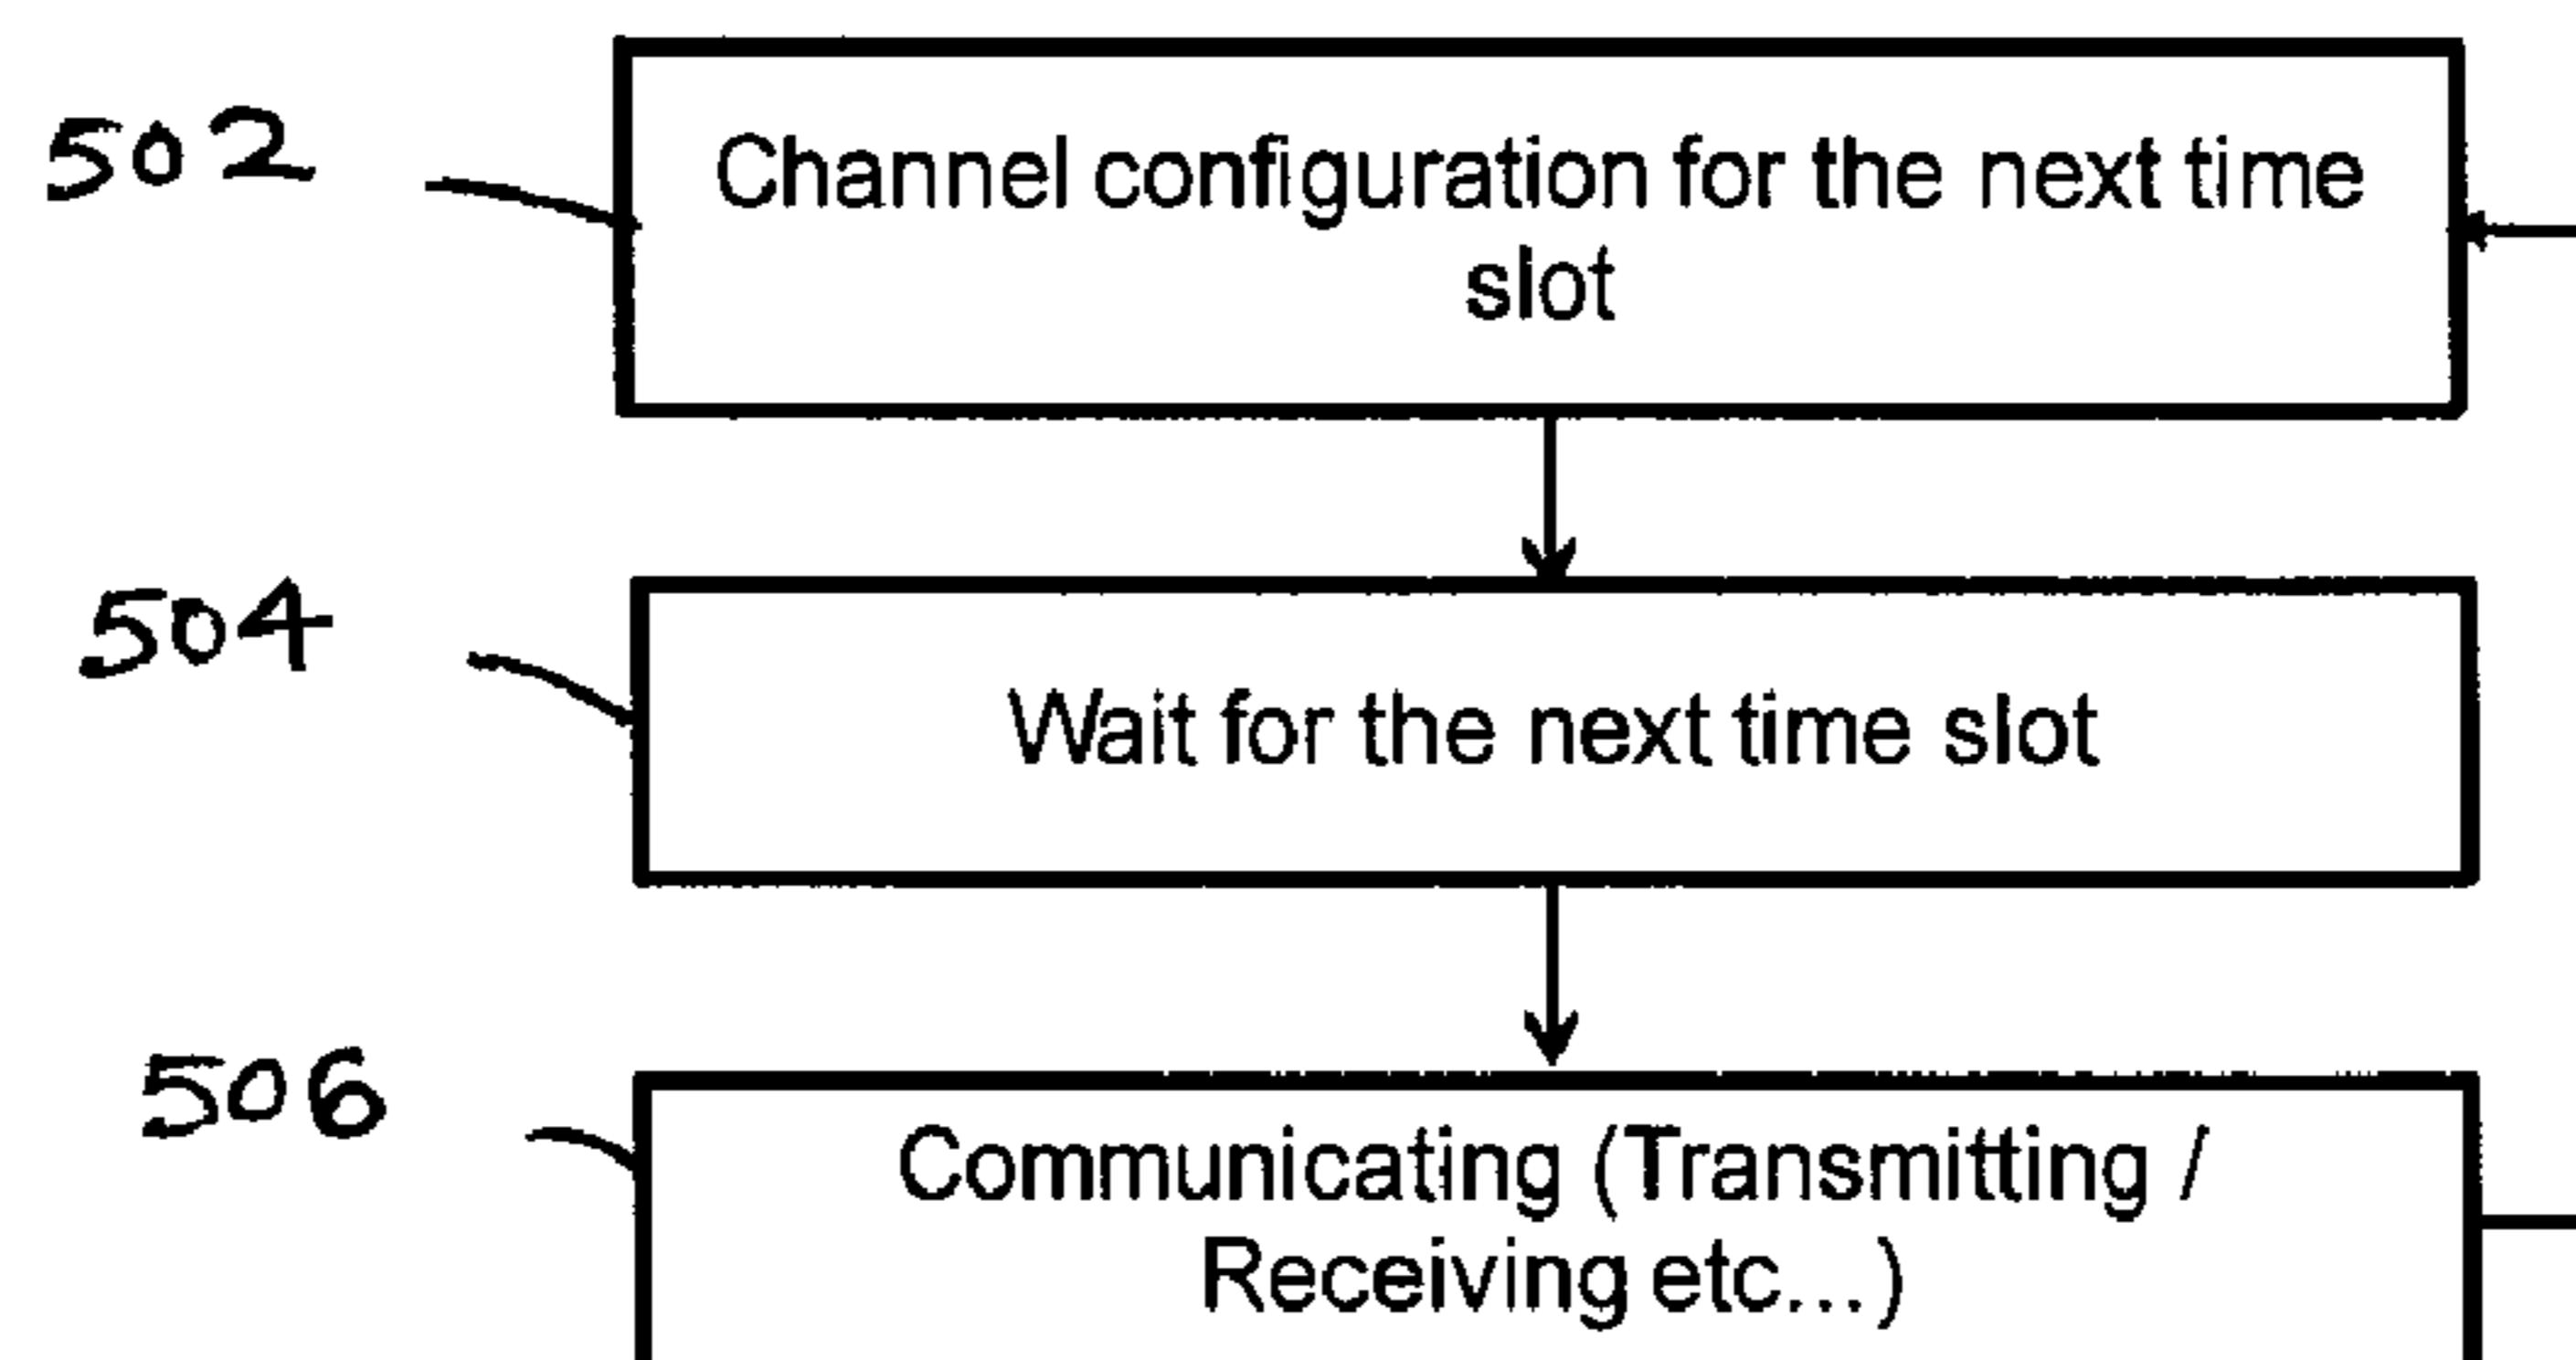 502
Channel configuration for the next time
slot
504
Wait for the next time slot
506
Communicating (Transmitting /
Receiving etc...)